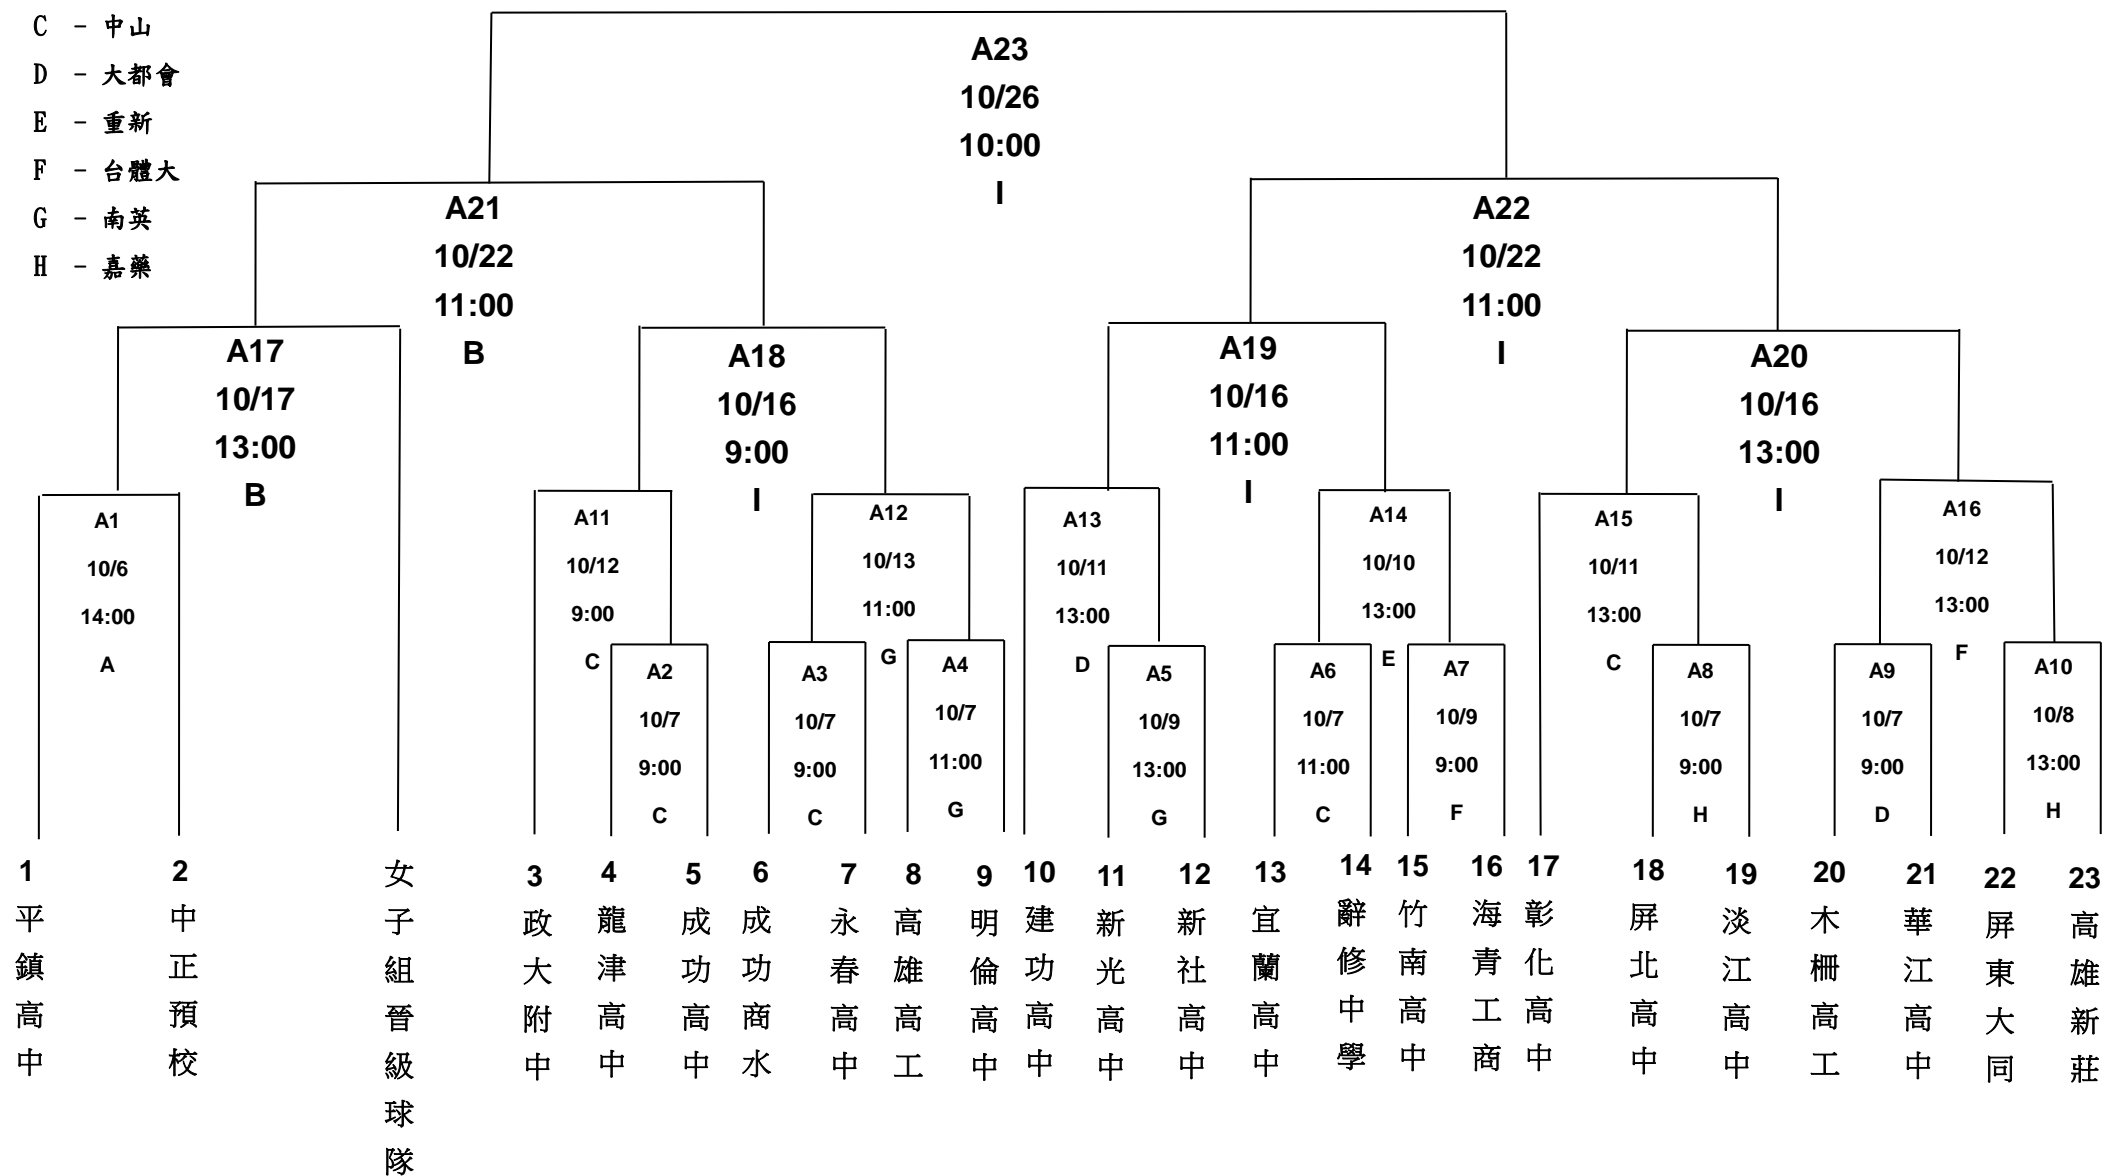 C - 中山
D - 大都會
E - 重新
F - 台體大
G - 南英
H - 嘉藥
A23
10/26
10:00
I
A21
10/22
11:00
B
A22
10/22
11:00
I
A17
10/17
13:00
B
A18
10/16
9:00
I
A19
10/16
11:00
I
A20
10/16
13:00
I
A1
10/6
14:00
A
A11
10/12
9:00
C
A12
10/13
11:00
G
A13
10/11
13:00
D
A14
10/10
13:00
E
A15
10/11
13:00
C
A16
10/12
13:00
F
A2
10/7
9:00
C
A3
10/7
9:00
C
A4
10/7
11:00
G
A5
10/9
13:00
G
A6
10/7
11:00
C
A7
10/9
9:00
F
A8
10/7
9:00
H
A9
10/7
9:00
D
A10
10/8
13:00
H
1 平鎮高中
2 中正預校
女子組晉級球隊
3 政大附中
4 龍津高中
5 成功高中
6 成功商水
7 永春高中
8 高雄高工
9 明倫高中
10 建功高中
11 新光高中
12 新社高中
13 宜蘭高中
14 辭修中學
15 竹南高中
16 海青工商
17 彰化高中
18 屏北高中
19 淡江高中
20 木柵高工
21 華江高中
22 屏東大同
23 高雄新莊